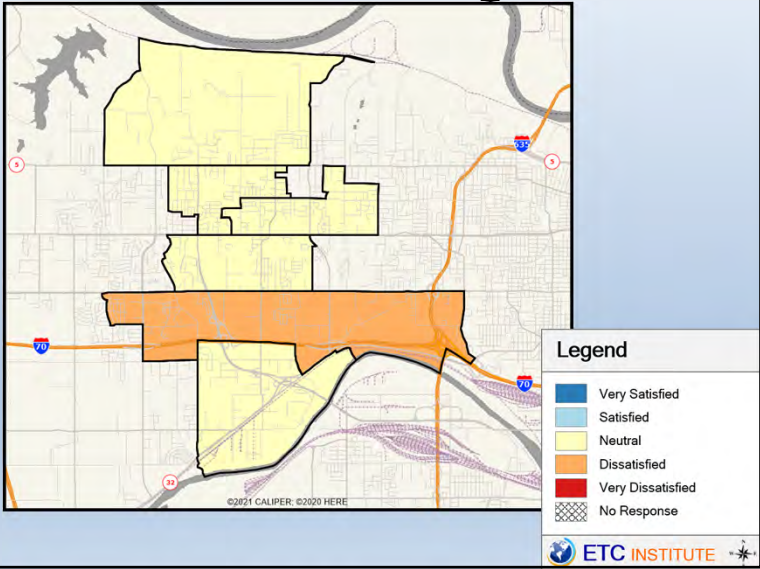 635
5
5
70
70
32
©2021 CALIPER; ©2020 HERE
Legend
Very Satisfied
Satisfied
Neutral
Dissatisfied
Very Dissatisfied
No Response
ETC INSTITUTE